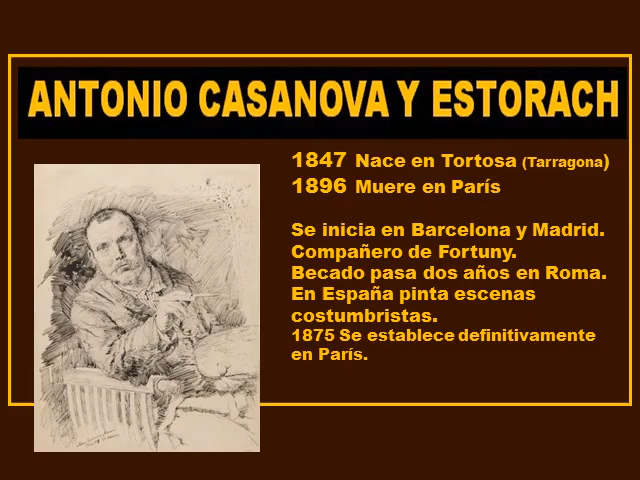 ANTONIO CASANOVA Y ESTORACH
1847 Nace en Tortosa (Tarragona)
1896 Muere en París
Se inicia en Barcelona y Madrid.
Compañero de Fortuny.
Becado pasa dos años en Roma.
En España pinta escenas
costumbristas.
1875 Se establece definitivamente
en París.